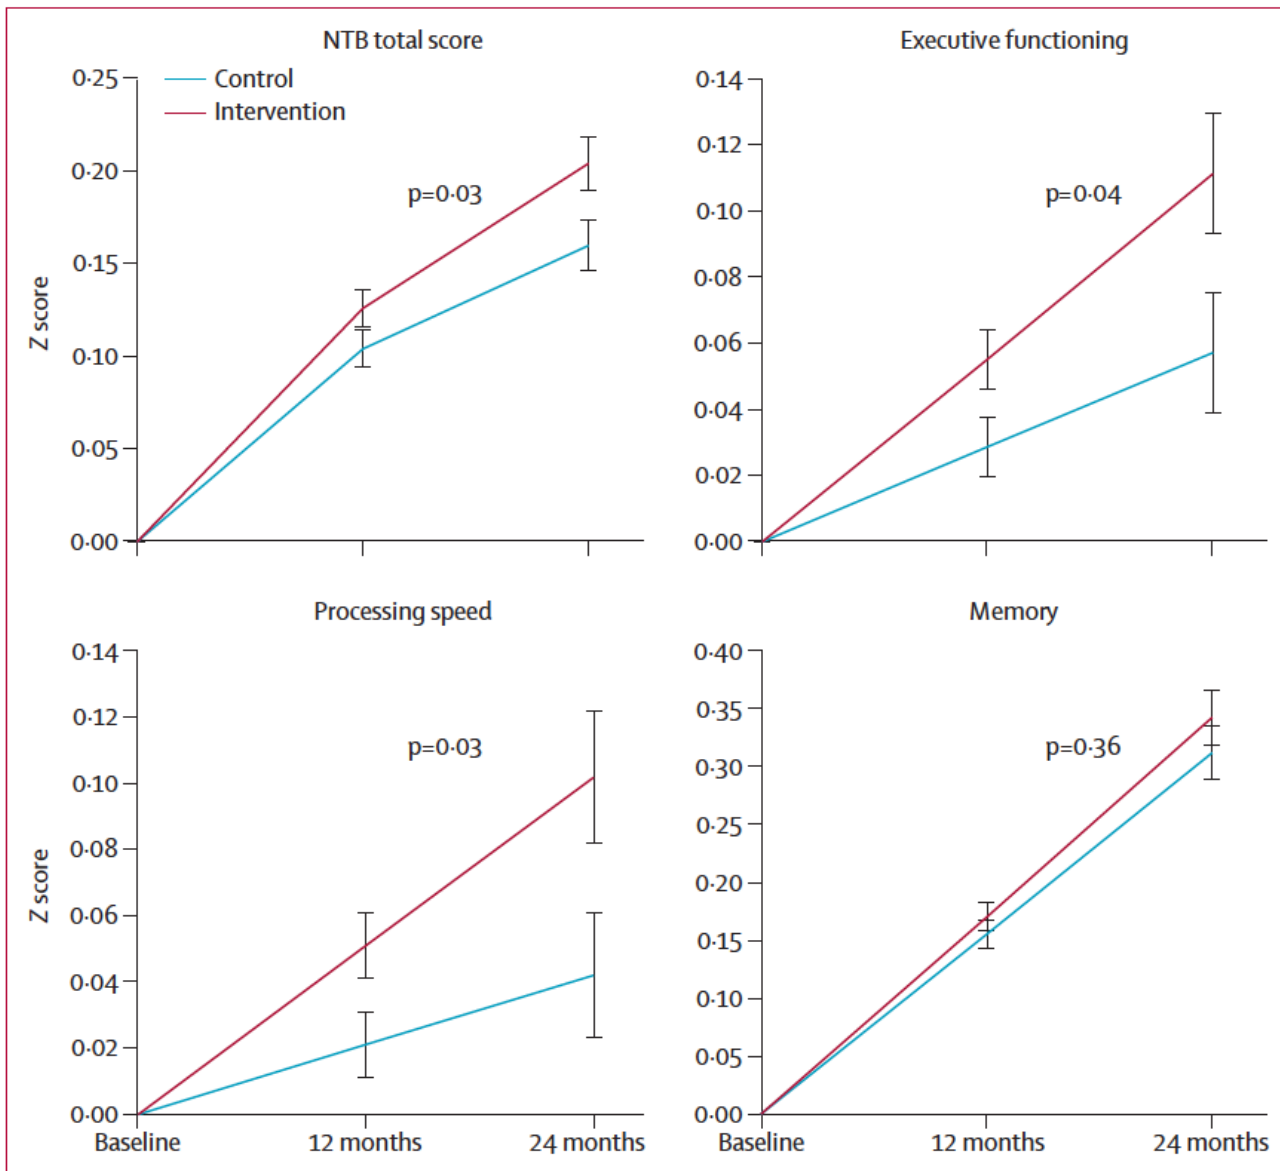 NTB total score
0·25
0·20
0·15
0·10
0·05
0·00
Z score
Control
Intervention
p=0·03
Executive functioning
0·14
0·12
0·10
0·08
0·06
0·04
0·02
0·00
p=0·04
Processing speed
0·14
0·12
0·10
0·08
0·06
0·04
0·02
0·00
Z score
p=0·03
Baseline
12 months
24 months
Memory
0·40
0·35
0·30
0·25
0·20
0·15
0·10
0·05
0·00
p=0·36
Baseline
12 months
24 months